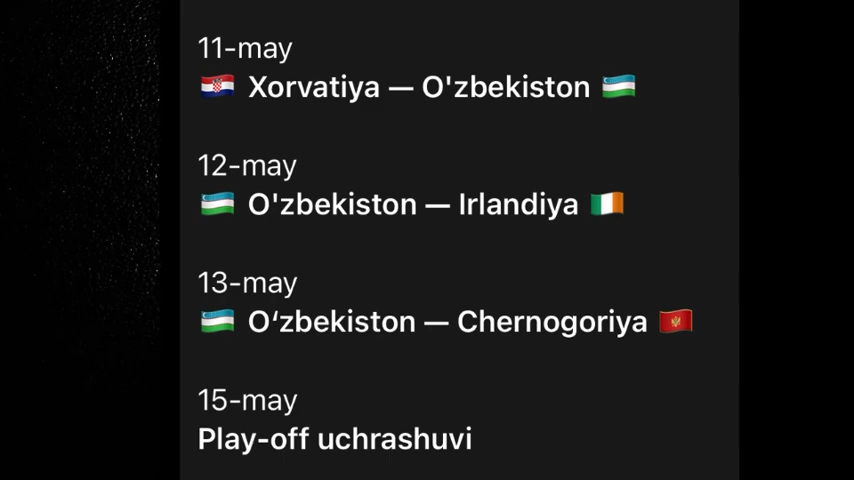 11-may
🇭🇷 Xorvatiya — O'zbekiston 🇺🇿
12-may
🇺🇿 O'zbekiston — Irlandiya 🇮🇪
13-may
🇺🇿 O‘zbekiston — Chernogoriya 🇲🇪
15-may
Play-off uchrashuvi